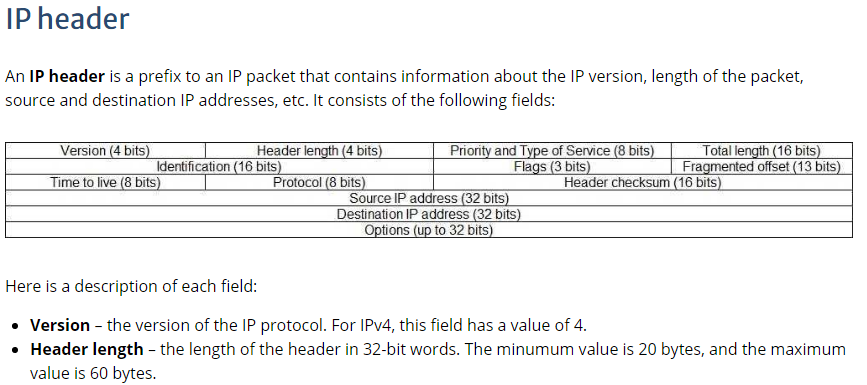 IP header
An IP header is a prefix to an IP packet that contains information about the IP version, length of the packet,
source and destination IP addresses, etc. It consists of the following fields:
Version (4 bits) Header length (4 bits) Priority and Type of Service (8 bits) Total length (16 bits)
Identification (16 bits) Flags (3 bits) Fragmented offset (13 bits)
Time to live (8 bits) Protocol (8 bits) Header checksum (16 bits)
Source IP address (32 bits)
Destination IP address (32 bits)
Options (up to 32 bits)
Here is a description of each field:
• Version – the version of the IP protocol. For IPv4, this field has a value of 4.
• Header length – the length of the header in 32-bit words. The minumum value is 20 bytes, and the maximum
value is 60 bytes.